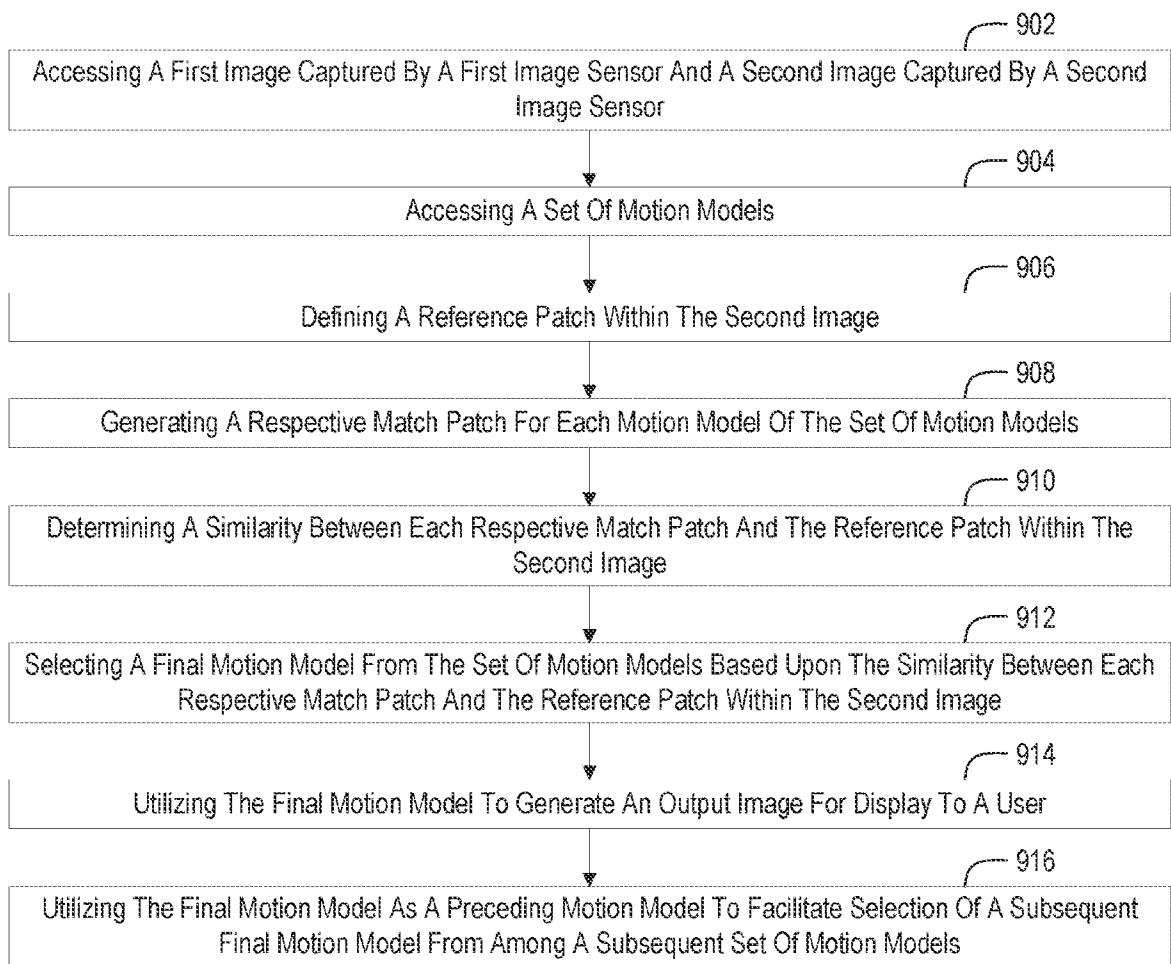 902
Accessing A First Image Captured By A First Image Sensor And A Second Image Captured By A Second
Image Sensor
904
Accessing A Set Of Motion Models
906
Defining A Reference Patch Within The Second Image
908
Generating A Respective Match Patch For Each Motion Model Of The Set Of Motion Models
910
Determining A Similarity Between Each Respective Match Patch And The Reference Patch Within The
Second Image
912
Selecting A Final Motion Model From The Set Of Motion Models Based Upon The Similarity Between Each
Respective Match Patch And The Reference Patch Within The Second Image
914
Utilizing The Final Motion Model To Generate An Output Image For Display To A User
916
Utilizing The Final Motion Model As A Preceding Motion Model To Facilitate Selection Of A Subsequent
Final Motion Model From Among A Subsequent Set Of Motion Models